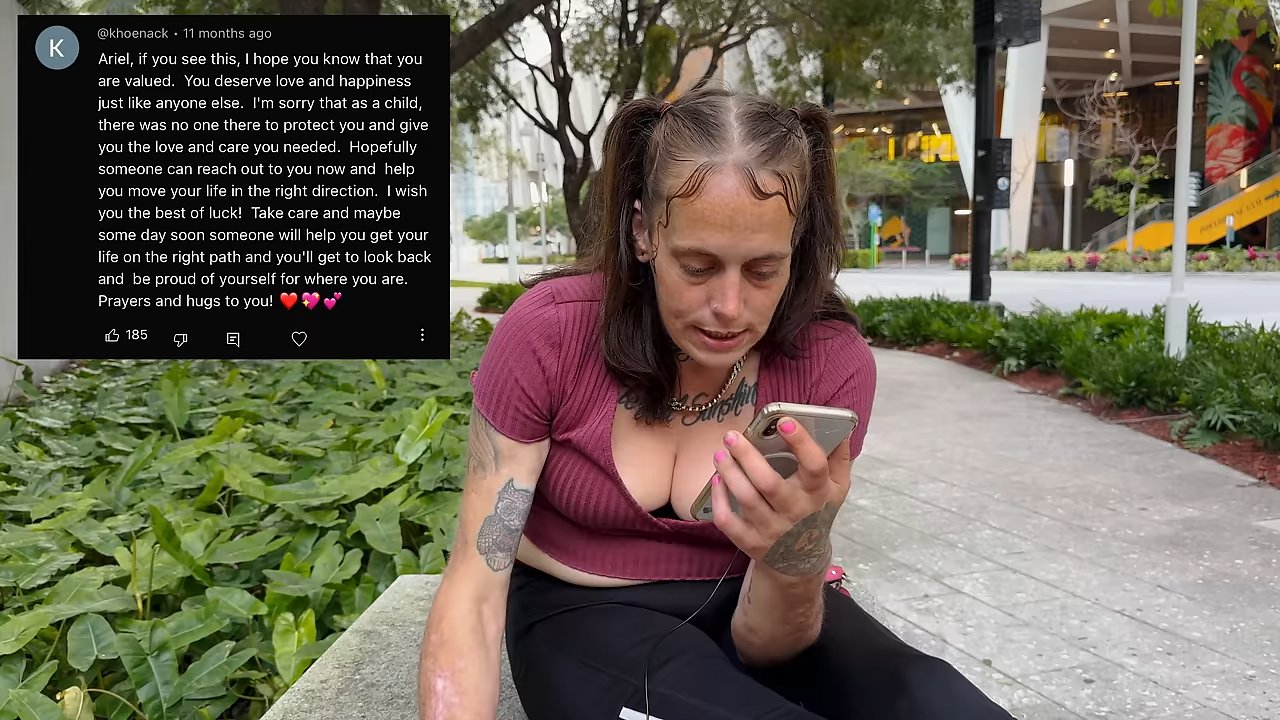 K
@khoenack • 11 months ago
Ariel, if you see this, I hope you know that you
are valued.  You deserve love and happiness
just like anyone else.  I'm sorry that as a child,
there was no one there to protect you and give
you the love and care you needed.  Hopefully
someone can reach out to you now and  help
you move your life in the right direction.  I wish
you the best of luck!  Take care and maybe
some day soon someone will help you get your
life on the right path and you'll get to look back
and  be proud of yourself for where you are.
Prayers and hugs to you! ❤️💖💕
185
Sunshine